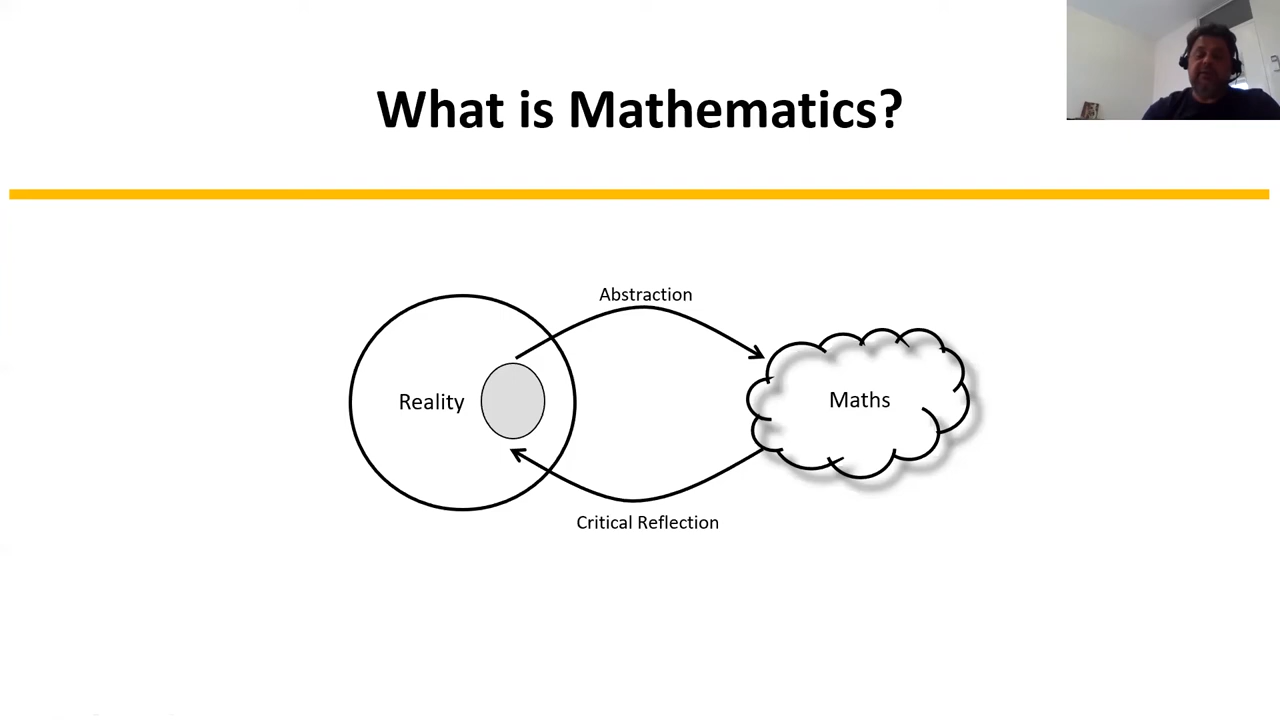 What is Mathematics?
Abstraction
Reality
Maths
Critical Reflection